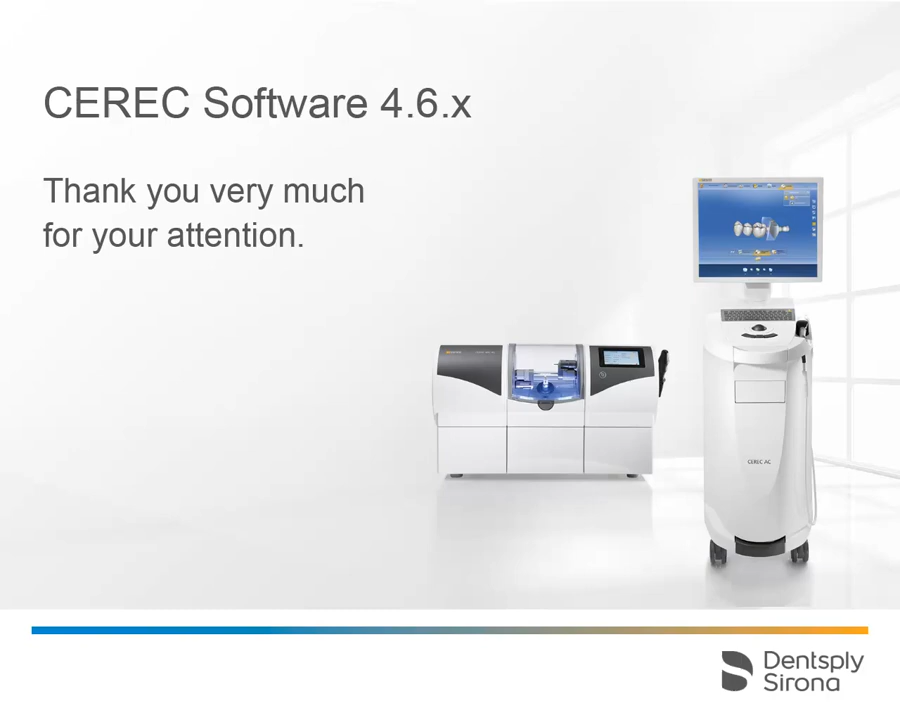 CEREC Software 4.6.x
Thank you very much
for your attention.
CEREC AC
Dentsply
Sirona